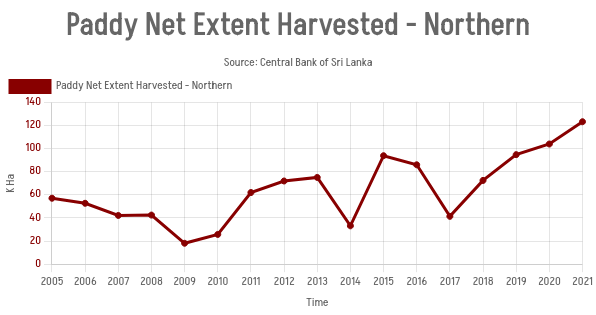 Paddy Net Extent Harvested - Northern
Source: Central Bank of Sri Lanka
Paddy Net Extent Harvested - Northern
140
120
100
80
60
40
20
0
K Ha
2005 2006 2007 2008 2009 2010 2011 2012 2013 2014 2015 2016 2017 2018 2019 2020 2021
Time